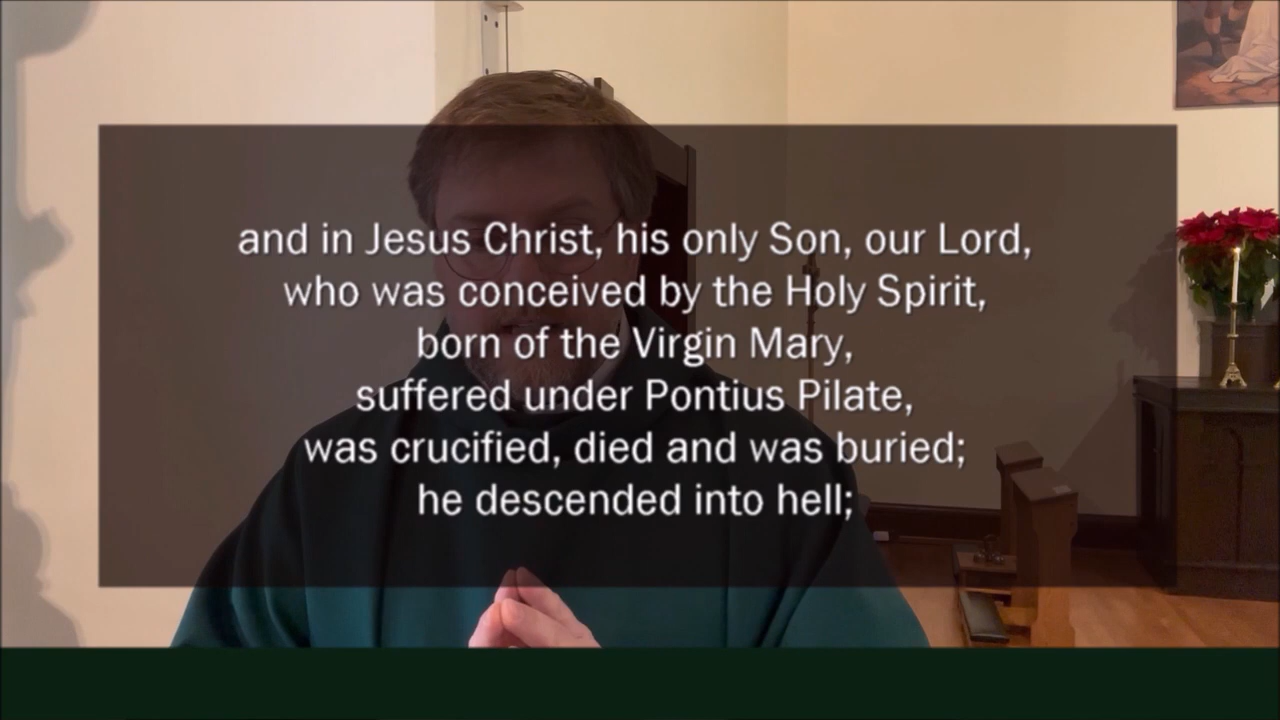 and in Jesus Christ, his only Son, our Lord,
who was conceived by the Holy Spirit,
born of the Virgin Mary,
suffered under Pontius Pilate,
was crucified, died and was buried;
he descended into hell;